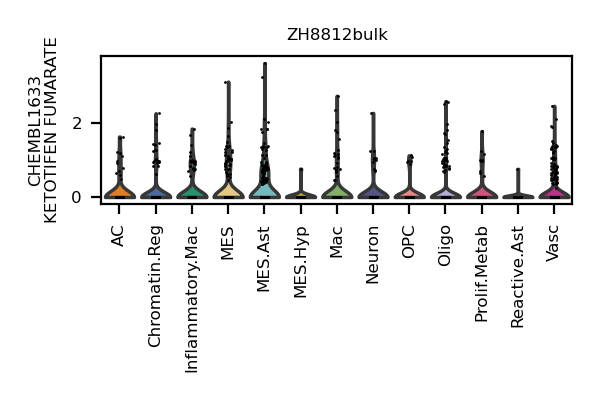 ZH8812bulk
CHEMBL1633
KETOTIFEN FUMARATE
2
0
AC
Chromatin.Reg
Inflammatory.Mac
MES
MES.Ast
MES.Hyp
Mac
Neuron
OPC
Oligo
Prolif.Metab
Reactive.Ast
Vasc